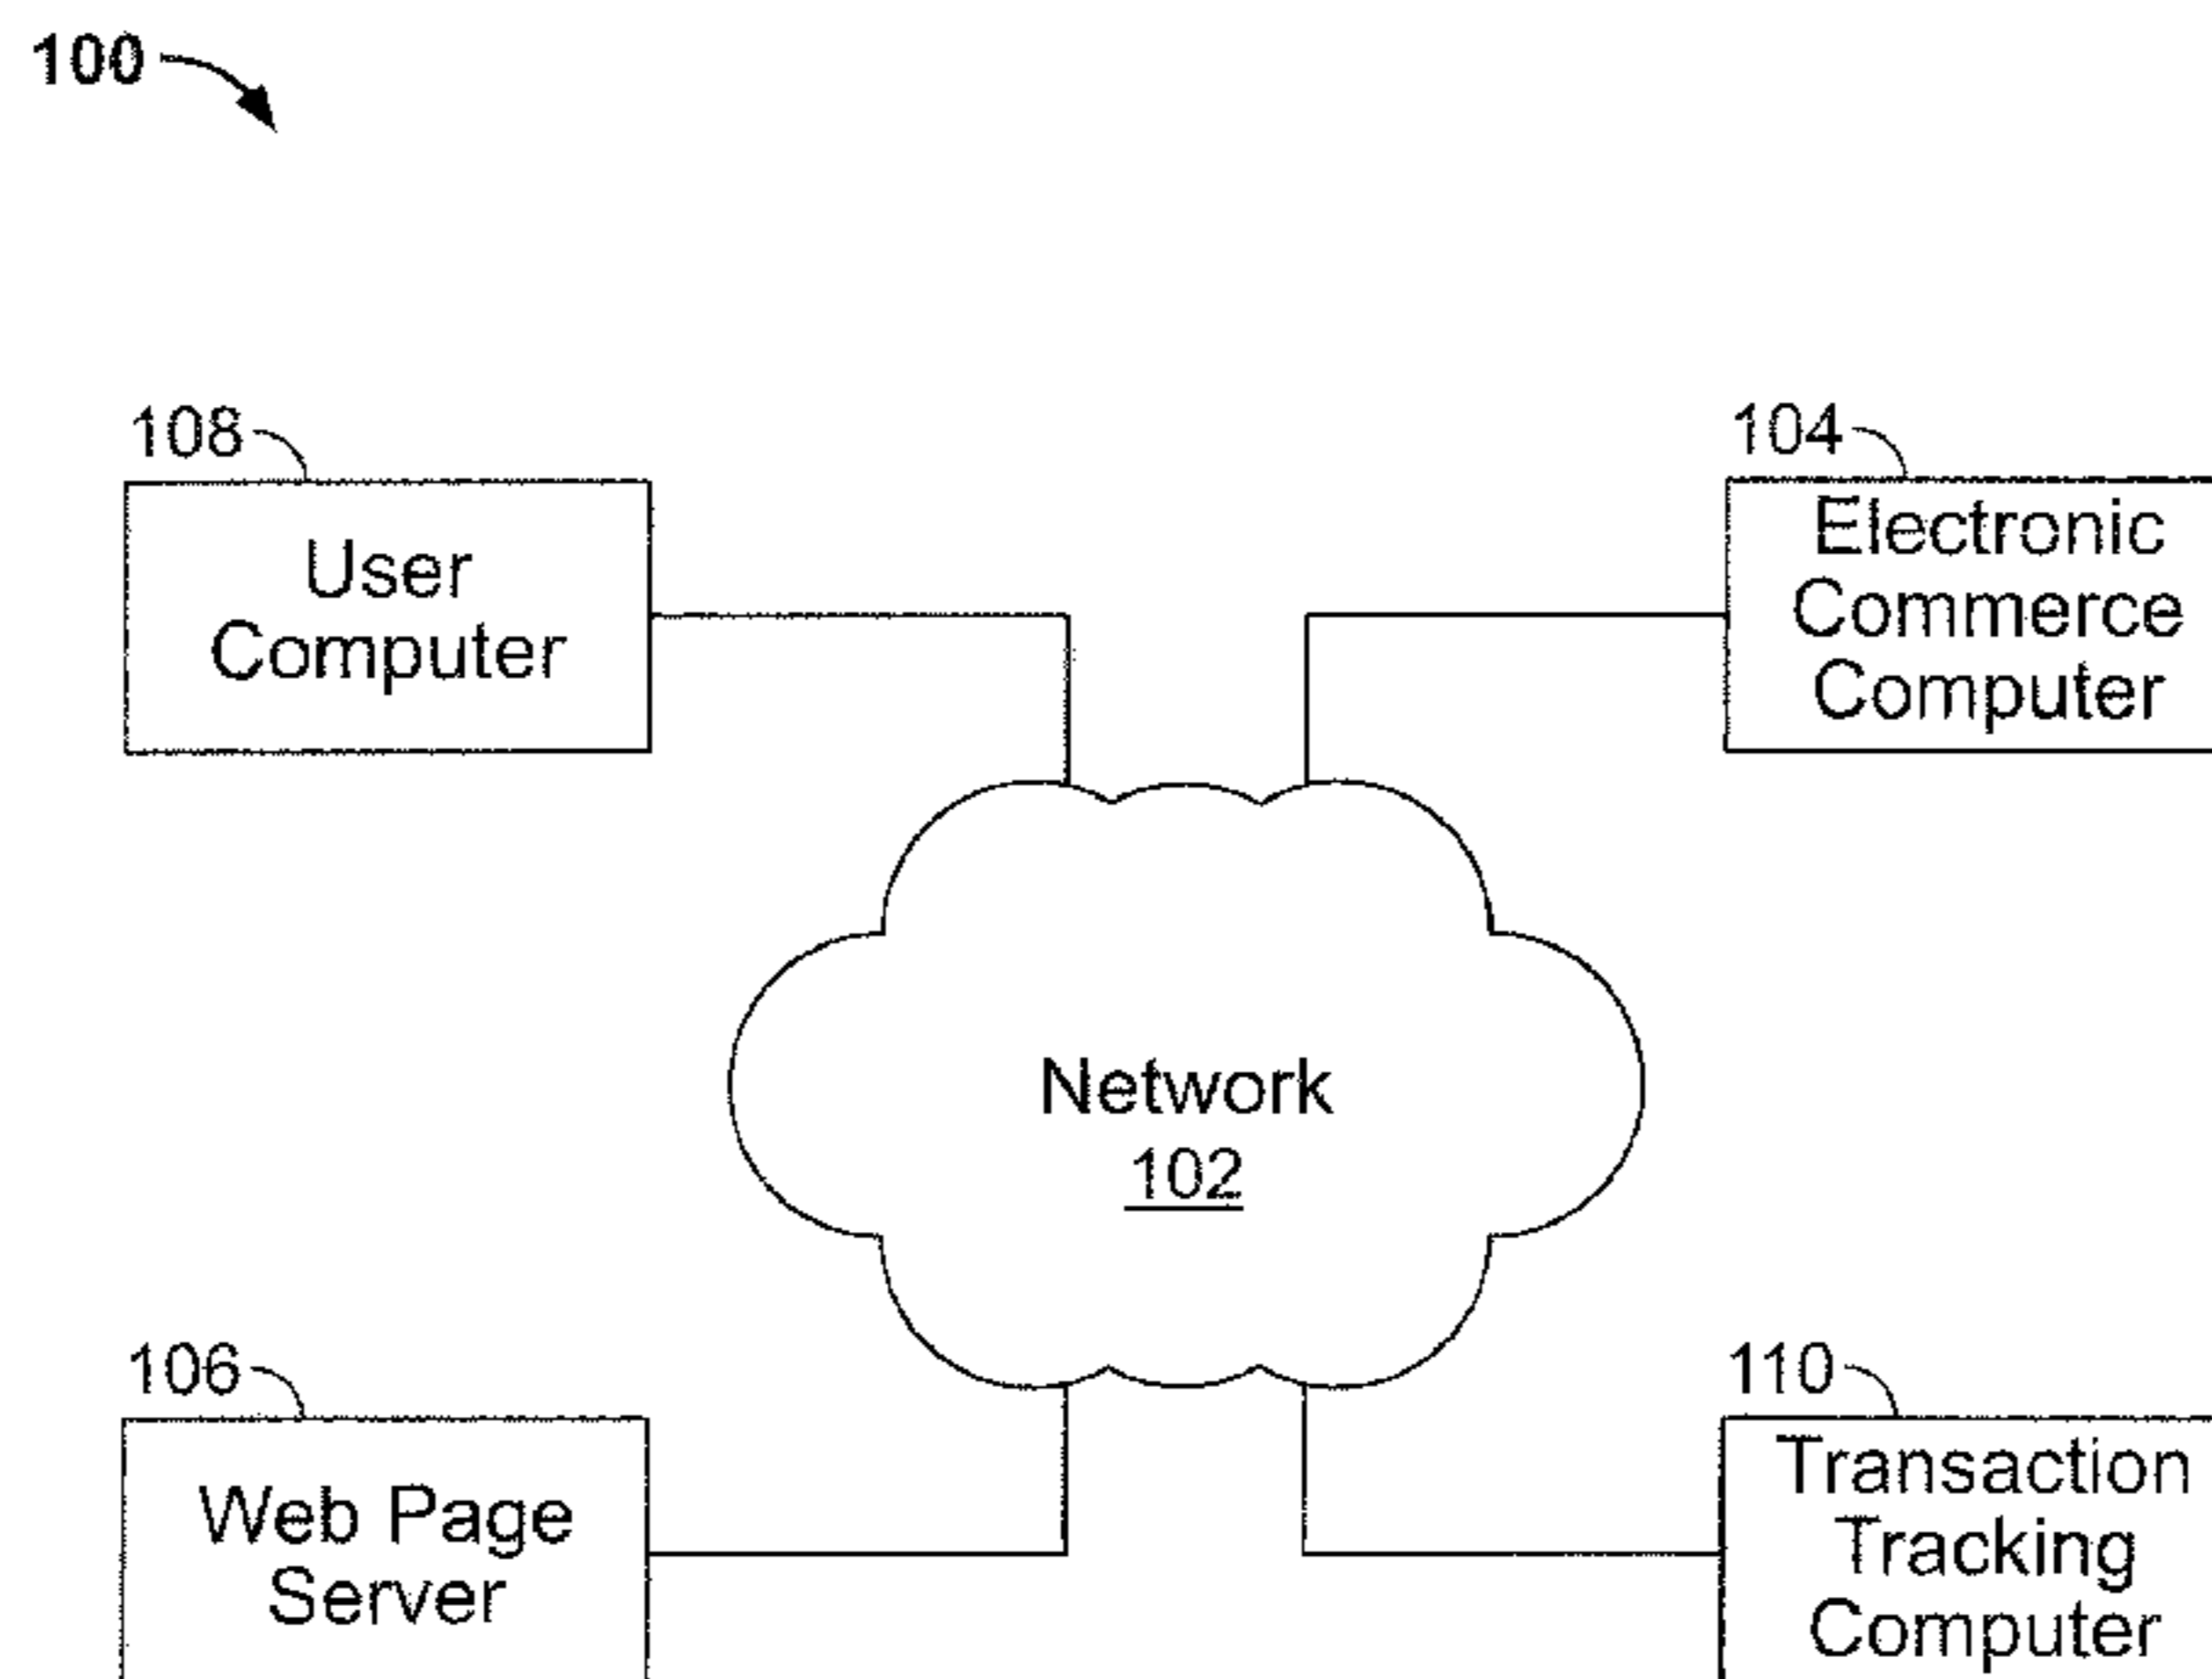 100
108
104
User
Computer
Electronic
Commerce
Computer
Network
102
106
110
Web Page
Server
Transaction
Tracking
Computer